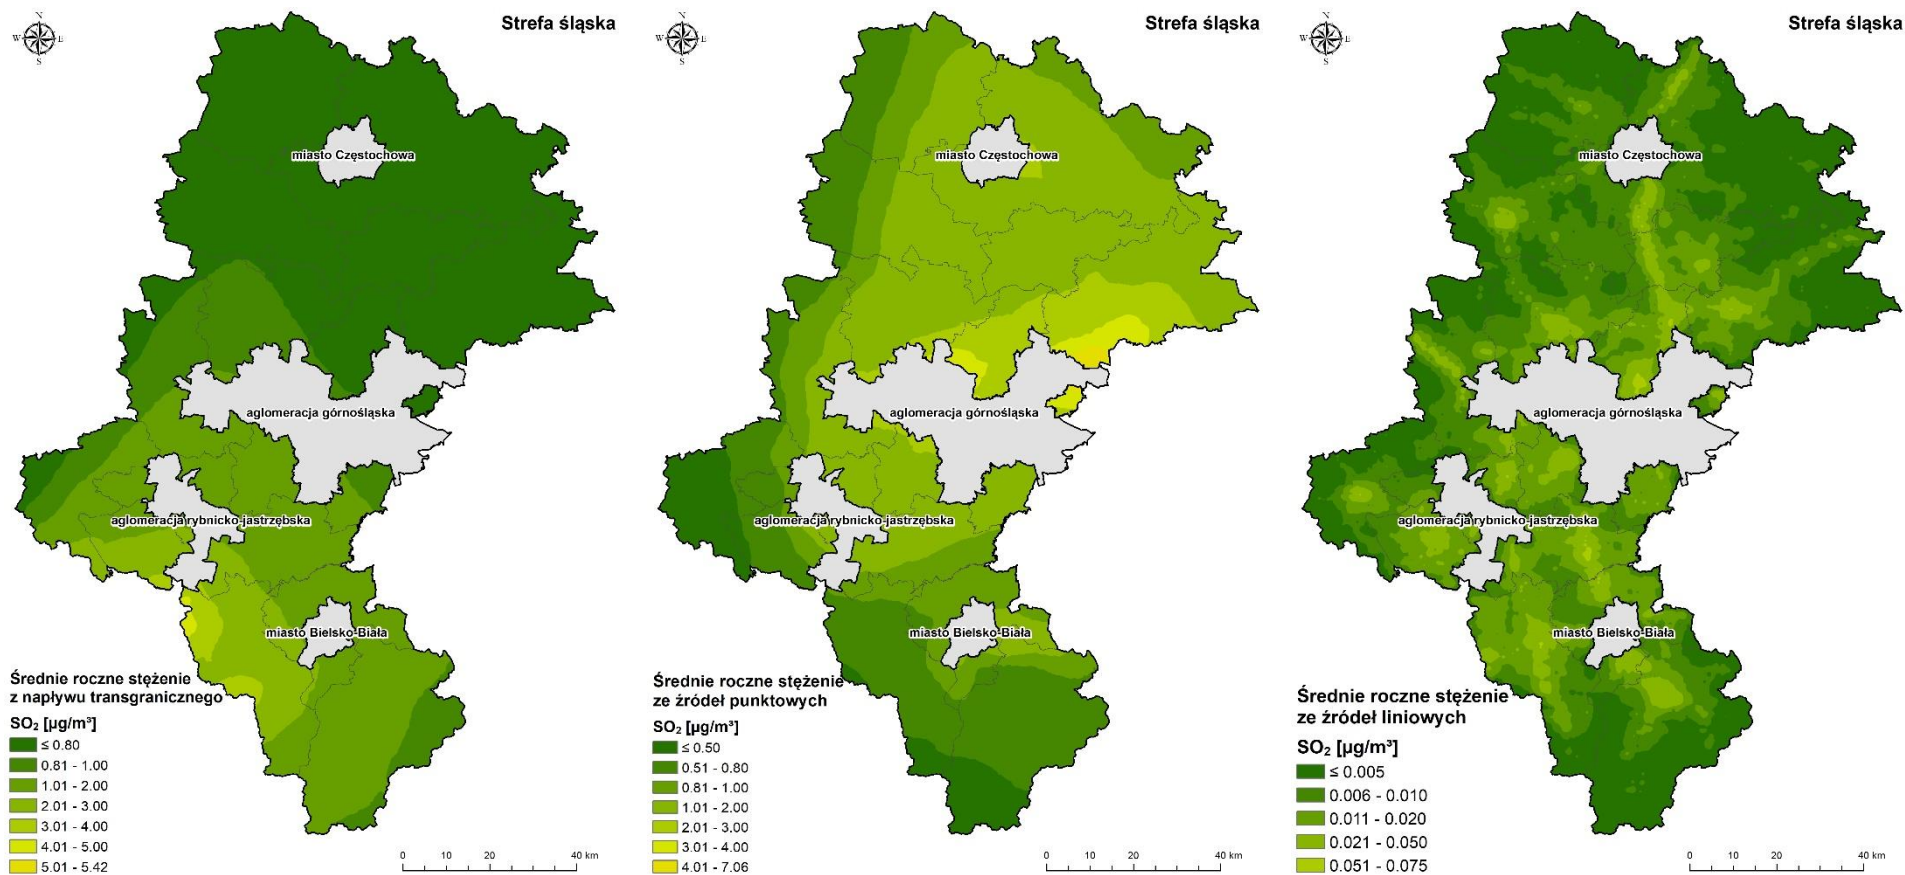 Strefa śląska
N
W
E
S
miasto Częstochowa
aglomeracja górnośląska
aglomeracja rybnicko-jastrzębska
miasto Bielsko-Biała
Średnie roczne stężenie
z napływu transgranicznego
SO₂ [µg/m³]
≤ 0.80
0.81 - 1.00
1.01 - 2.00
2.01 - 3.00
3.01 - 4.00
4.01 - 5.00
5.01 - 5.42
0 10 20 40 km
Strefa śląska
N
W
E
S
miasto Częstochowa
aglomeracja górnośląska
aglomeracja rybnicko-jastrzębska
miasto Bielsko-Biała
Średnie roczne stężenie
ze źródeł punktowych
SO₂ [µg/m³]
≤ 0.50
0.51 - 0.80
0.81 - 1.00
1.01 - 2.00
2.01 - 3.00
3.01 - 4.00
4.01 - 7.06
0 10 20 40 km
Strefa śląska
N
W
E
S
miasto Częstochowa
aglomeracja górnośląska
aglomeracja rybnicko-jastrzębska
miasto Bielsko-Biała
Średnie roczne stężenie
ze źródeł liniowych
SO₂ [µg/m³]
≤ 0.005
0.006 - 0.010
0.011 - 0.020
0.021 - 0.050
0.051 - 0.075
0 10 20 40 km